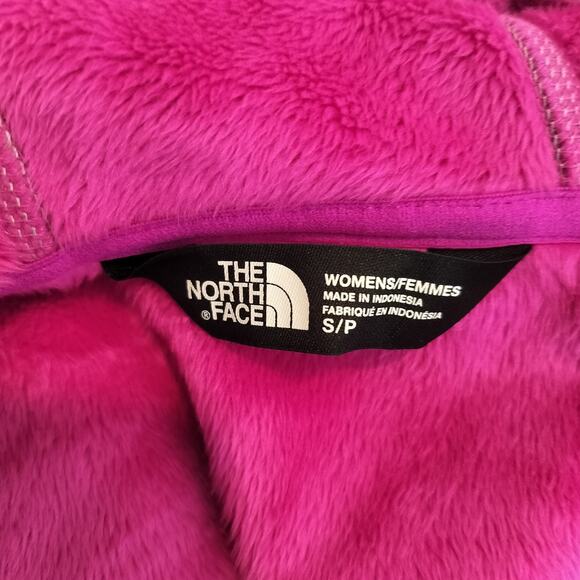 THE
NORTH
®FACE
WOMENS/FEMMES
MADE IN INDONESIA
FABRIQUÉ EN INDONÉSIA
S/P